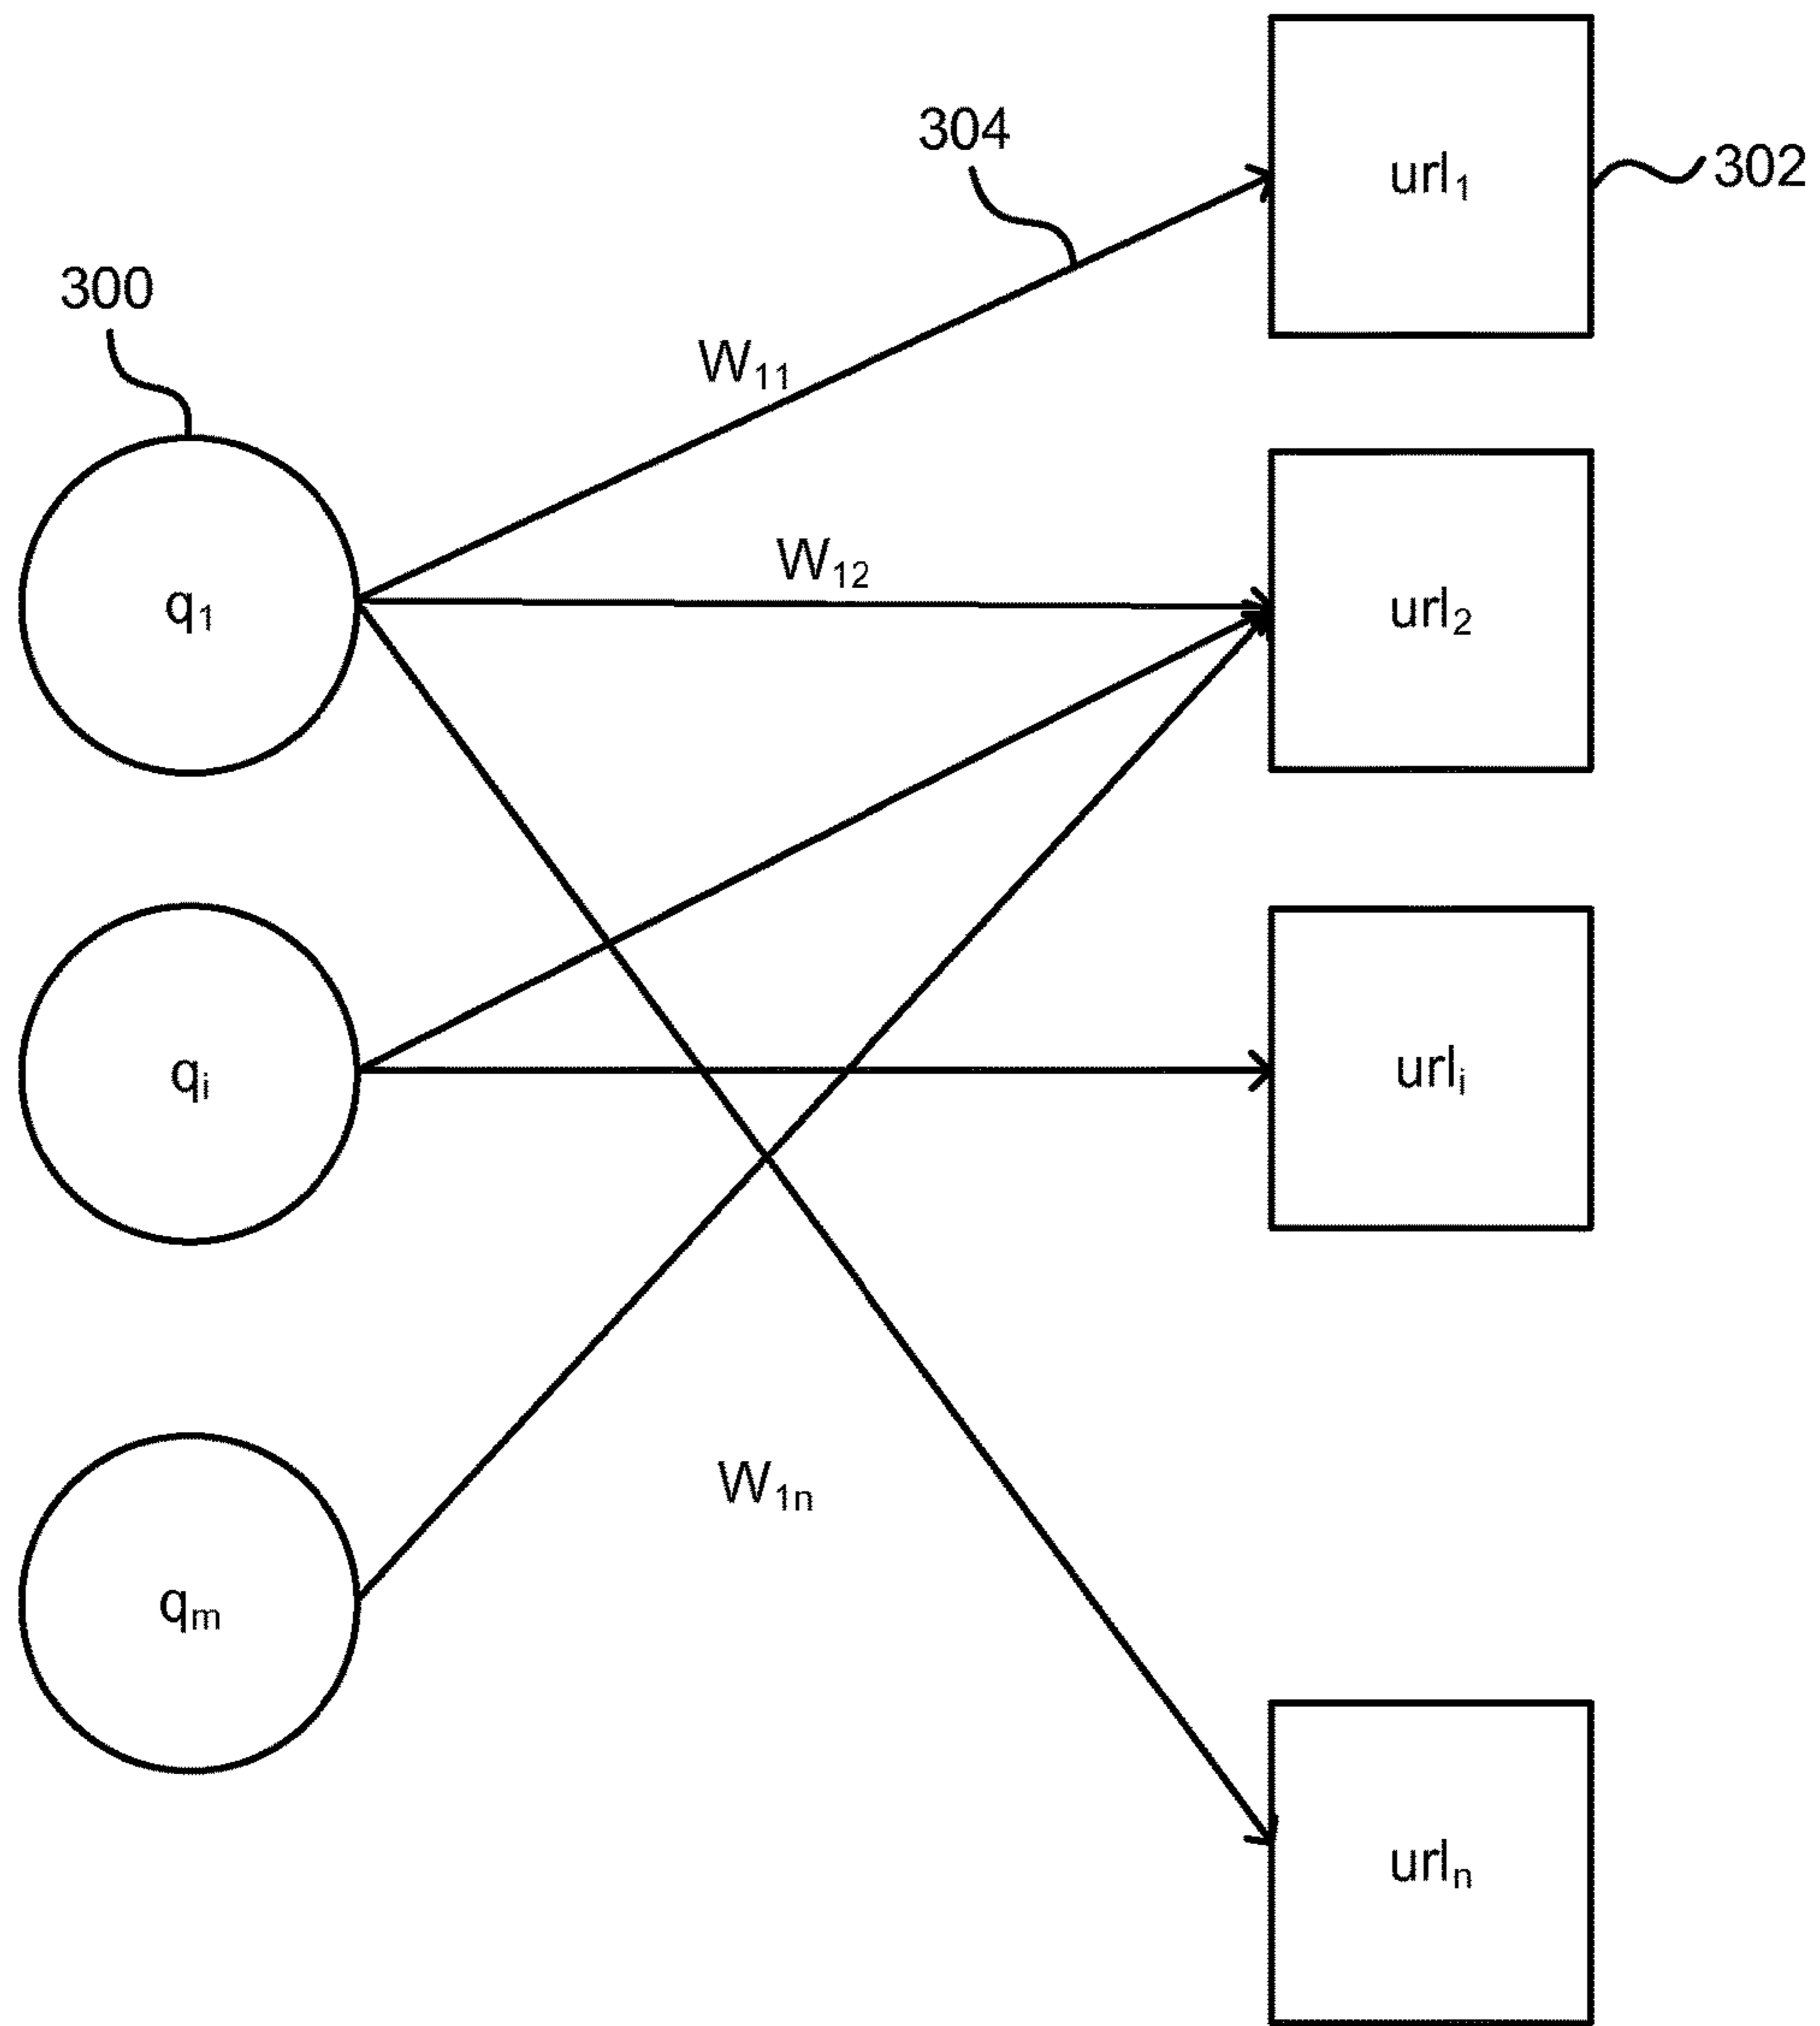 304
url₁
302
300
W₁₁
W₁₂
q₁
url₂
qᵢ
urlᵢ
W₁ₙ
qₘ
urlₙ